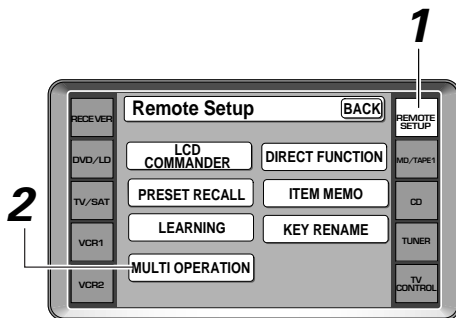 1
RECEIVER
Remote Setup
BACK
REMOTE
SETUP
DVD/LD
LCD
COMMANDER
DIRECT FUNCTION
MD/TAPE1
2
TV/SAT
PRESET RECALL
ITEM MEMO
CD
VCR1
LEARNING
KEY RENAME
TUNER
VCR2
MULTI OPERATION
TV
CONTROL